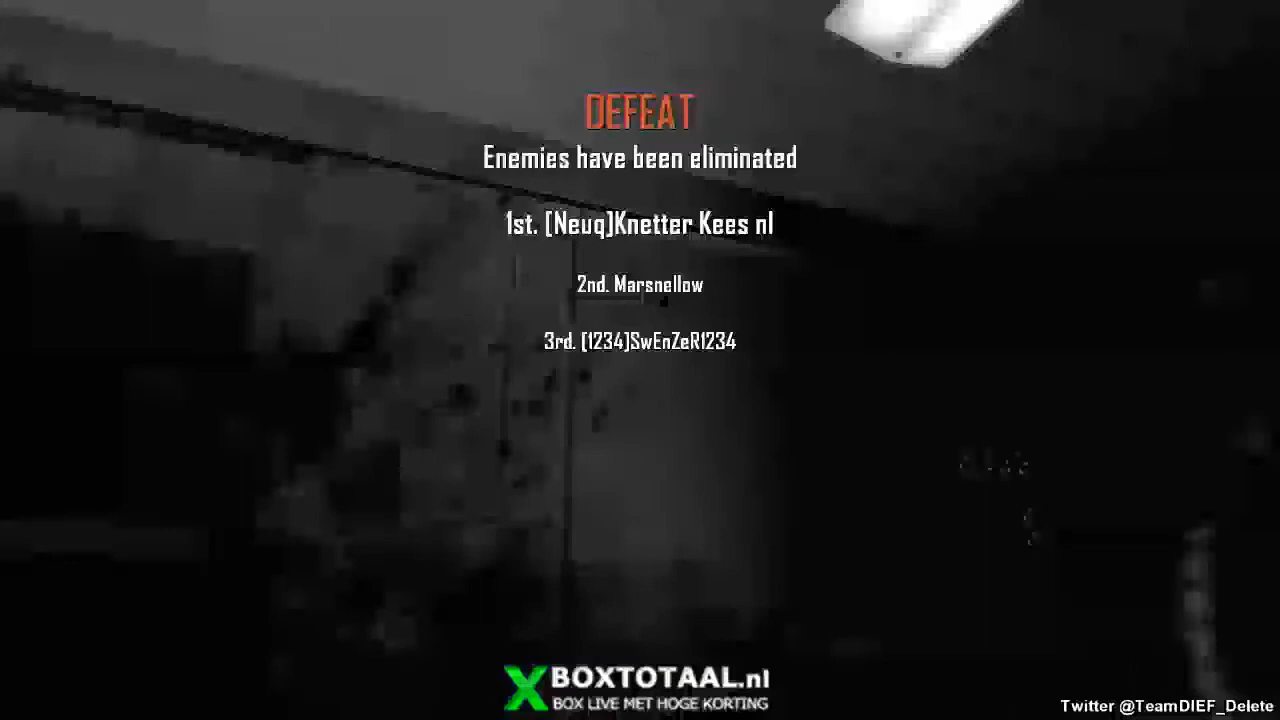 DEFEAT
Enemies have been eliminated
1st. [Neuq]Knetter Kees nl
2nd. Marsnellow
3rd. [1234]SwEnZeR1234
XBOXTOTAAL.nl
BOX LIVE MET HOGE KORTING
Twitter @TeamDIEF_Delete